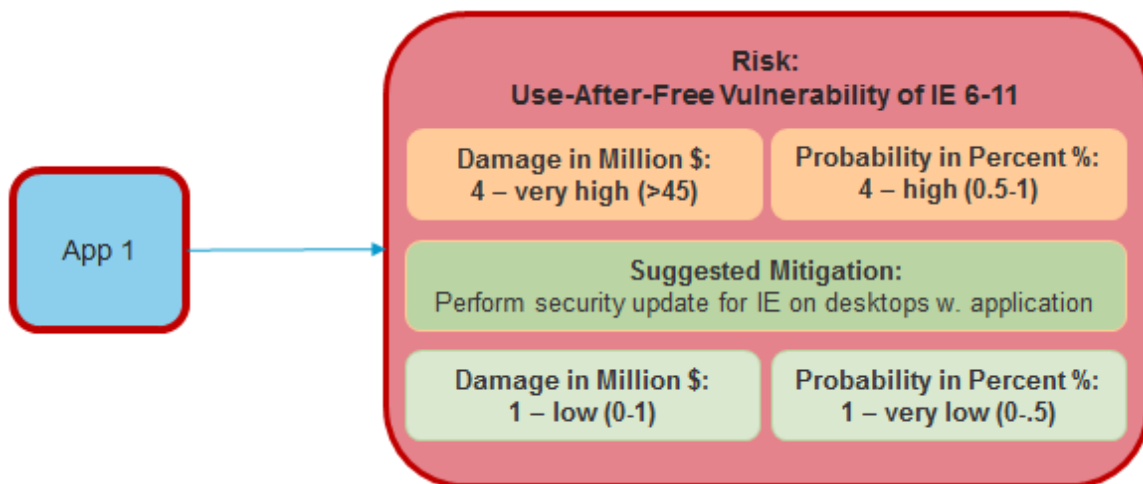 Risk:
Use-After-Free Vulnerability of IE 6-11
Damage in Million $:
4 – very high (>45)
Probability in Percent %:
4 – high (0.5-1)
App 1
Suggested Mitigation:
Perform security update for IE on desktops w. application
Damage in Million $:
1 – low (0-1)
Probability in Percent %:
1 – very low (0-.5)